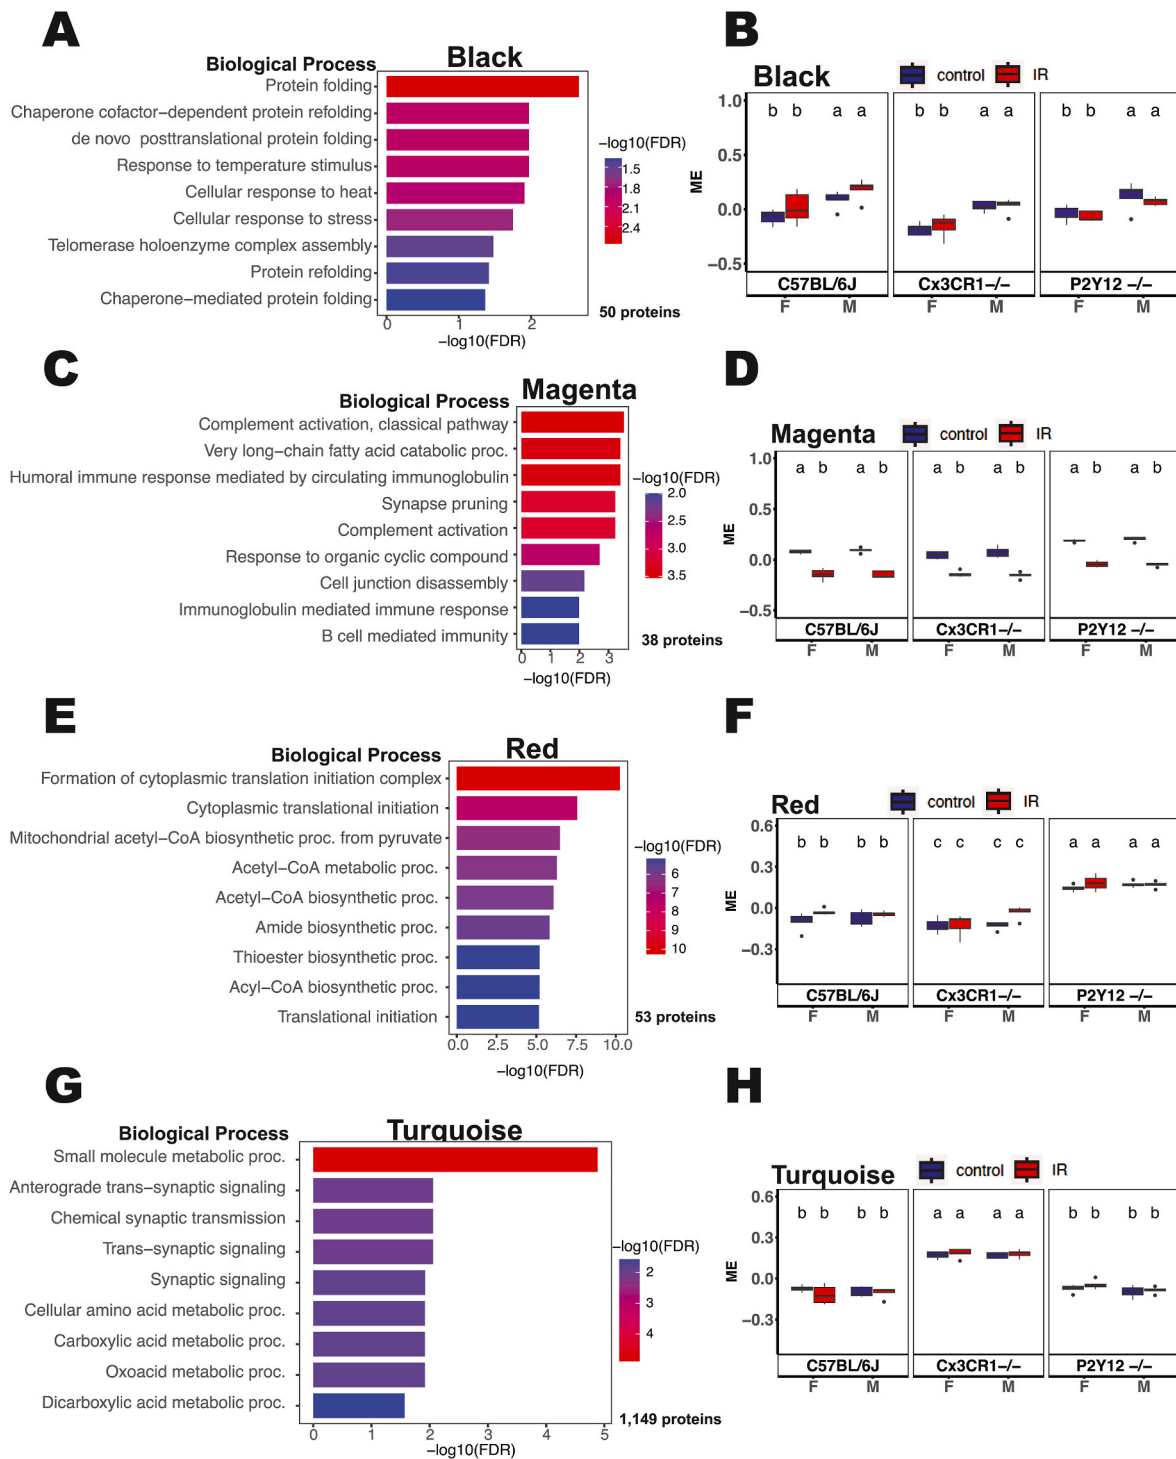 A
Biological Process
Black
Protein folding
Chaperone cofactor−dependent protein refolding
de novo posttranslational protein folding
Response to temperature stimulus
Cellular response to heat
Cellular response to stress
Telomerase holoenzyme complex assembly
Protein refolding
Chaperone−mediated protein folding
0 1 2
−log10(FDR)
−log10(FDR)
1.5
1.8
2.1
2.4
50 proteins
B
Black
control IR
ME
1.0
0.5
0.0
−0.5
b b a a b b a a b b a a
C57BL/6J Cx3CR1−/− P2Y12 −/−
F M F M F M
C
Biological Process
Magenta
Complement activation, classical pathway
Very long−chain fatty acid catabolic proc.
Humoral immune response mediated by circulating immunoglobulin
Synapse pruning
Complement activation
Response to organic cyclic compound
Cell junction disassembly
Immunoglobulin mediated immune response
B cell mediated immunity
0 1 2 3
−log10(FDR)
−log10(FDR)
2.0
2.5
3.0
3.5
38 proteins
D
Magenta
control IR
ME
1.0
0.5
0.0
−0.5
a b a b a b a b a b a b
C57BL/6J Cx3CR1−/− P2Y12 −/−
F M F M F M
E
Biological Process
Red
Formation of cytoplasmic translation initiation complex
Cytoplasmic translational initiation
Mitochondrial acetyl−CoA biosynthetic proc. from pyruvate
Acetyl−CoA metabolic proc.
Acetyl−CoA biosynthetic proc.
Amide biosynthetic proc.
Thioester biosynthetic proc.
Acyl−CoA biosynthetic proc.
Translational initiation
0.0 2.5 5.0 7.5 10.0
−log10(FDR)
−log10(FDR)
6
7
8
9
10
53 proteins
F
Red
control IR
ME
0.6
0.3
0.0
−0.3
b b b b c c c c a a a a
C57BL/6J Cx3CR1−/− P2Y12 −/−
F M F M F M
G
Biological Process
Turquoise
Small molecule metabolic proc.
Anterograde trans−synaptic signaling
Chemical synaptic transmission
Trans−synaptic signaling
Synaptic signaling
Cellular amino acid metabolic proc.
Carboxylic acid metabolic proc.
Oxoacid metabolic proc.
Dicarboxylic acid metabolic proc.
0 1 2 3 4 5
−log10(FDR)
−log10(FDR)
2
3
4
1,149 proteins
H
Turquoise
control IR
ME
0.6
0.3
0.0
−0.3
b b b b a a a a b b b b
C57BL/6J Cx3CR1−/− P2Y12 −/−
F M F M F M